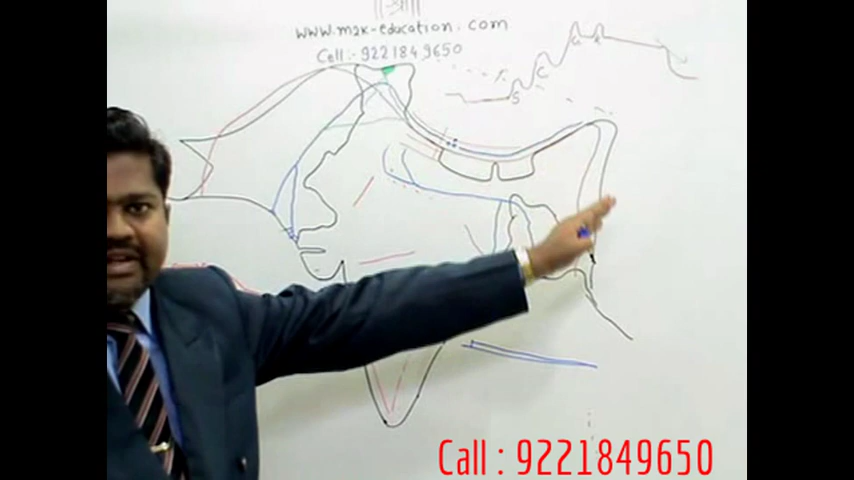 www.m2k-education.com
Cell :- 9221849650
S
C
Call : 9221849650